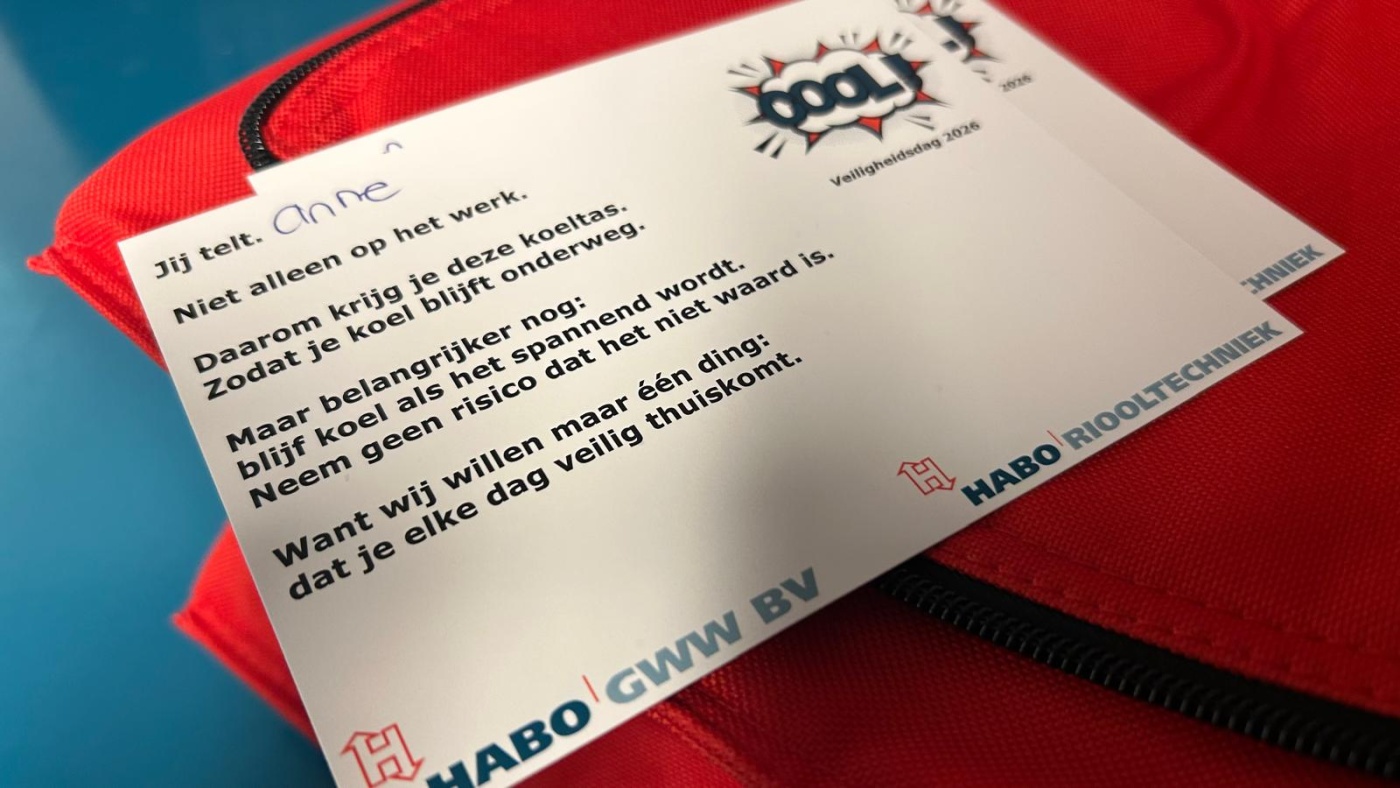 COOL!
Veiligheidsdag 2026
2026
Jij telt. anne
Niet alleen op het werk.
Daarom krijg je deze koeltas.
Zodat je koel blijft onderweg.
Maar belangrijker nog:
blijf koel als het spannend wordt.
Neem geen risico dat het niet waard is.
Want wij willen maar één ding:
dat je elke dag veilig thuiskomt.
HABO GWW BV
HABO RIOOLTECHNIEK
CHNIEK